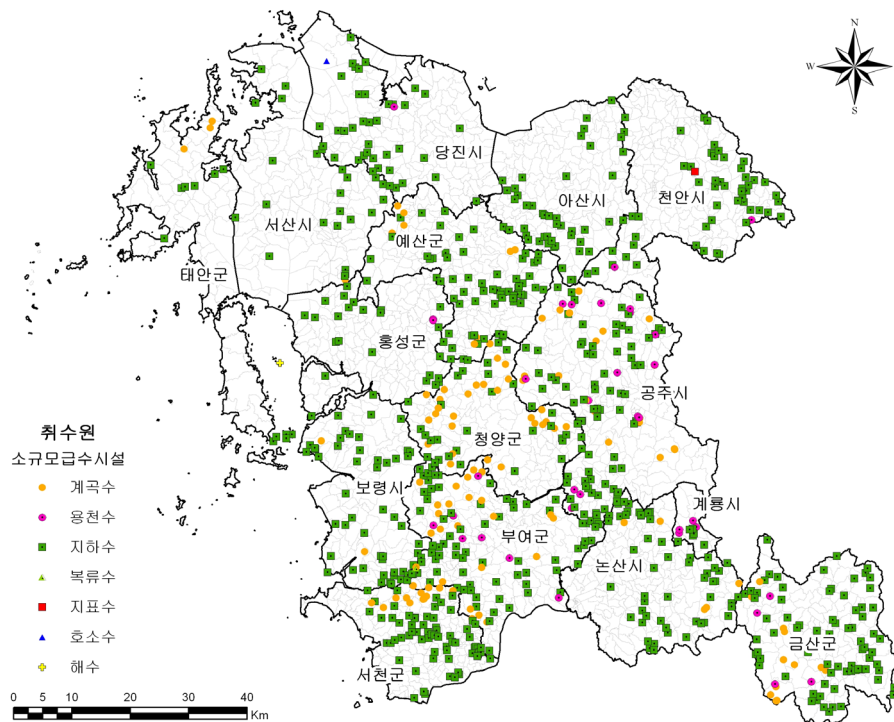 N
W
E
S
당진시
아산시
천안시
서산시
예산군
태안군
홍성군
공주시
청양군
보령시
계룡시
부여군
논산시
금산군
서천군
취수원
소규모급수시설
계곡수
용천수
지하수
복류수
지표수
호소수
해수
0 5 10 20 30 40
Km